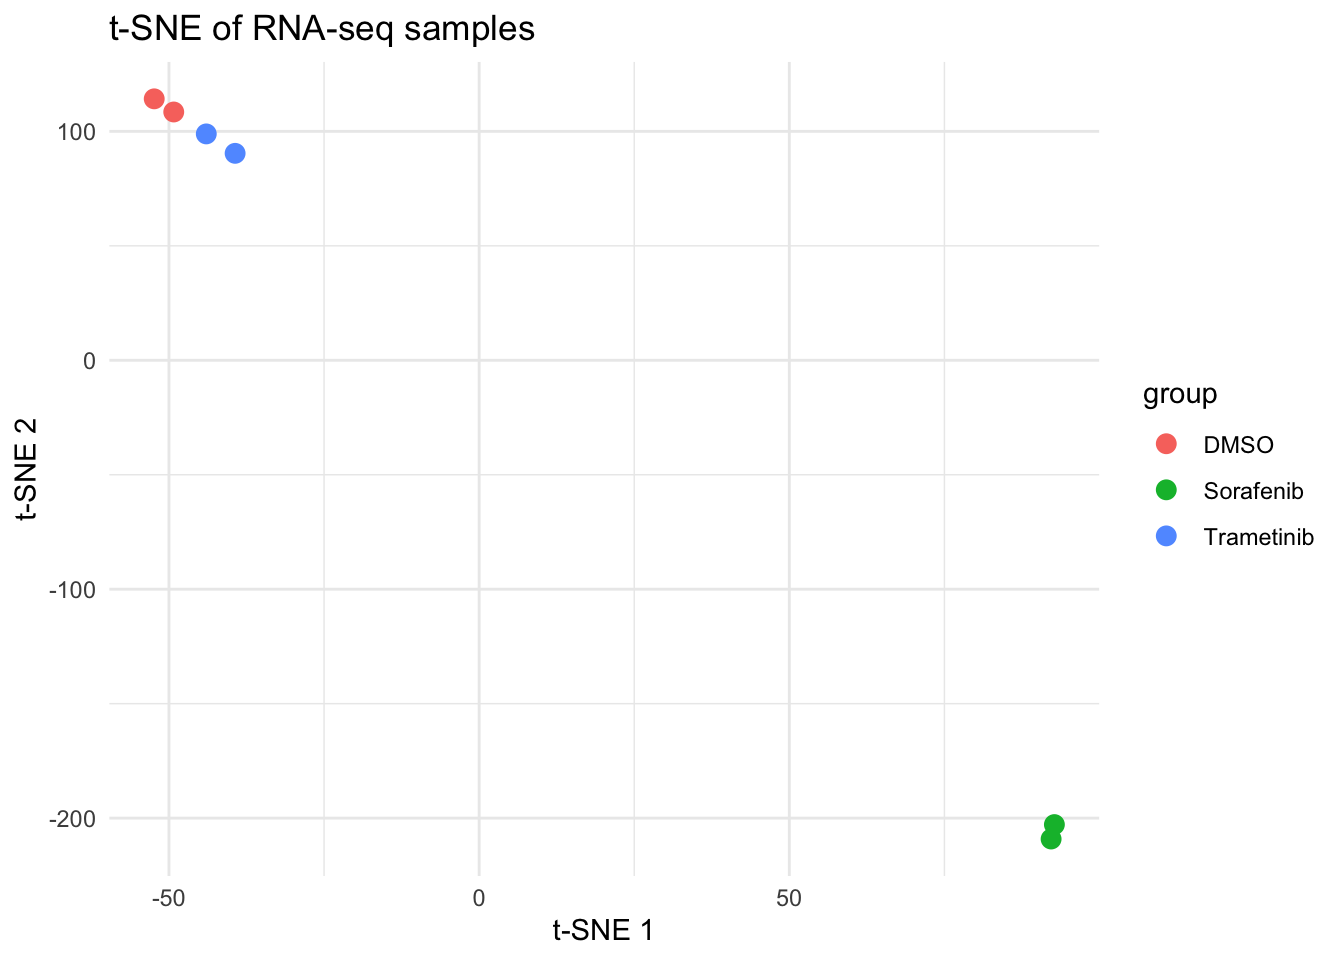 t-SNE of RNA-seq samples
100
0
-100
-200
-50
0
50
t-SNE 1
t-SNE 2
group
DMSO
Sorafenib
Trametinib